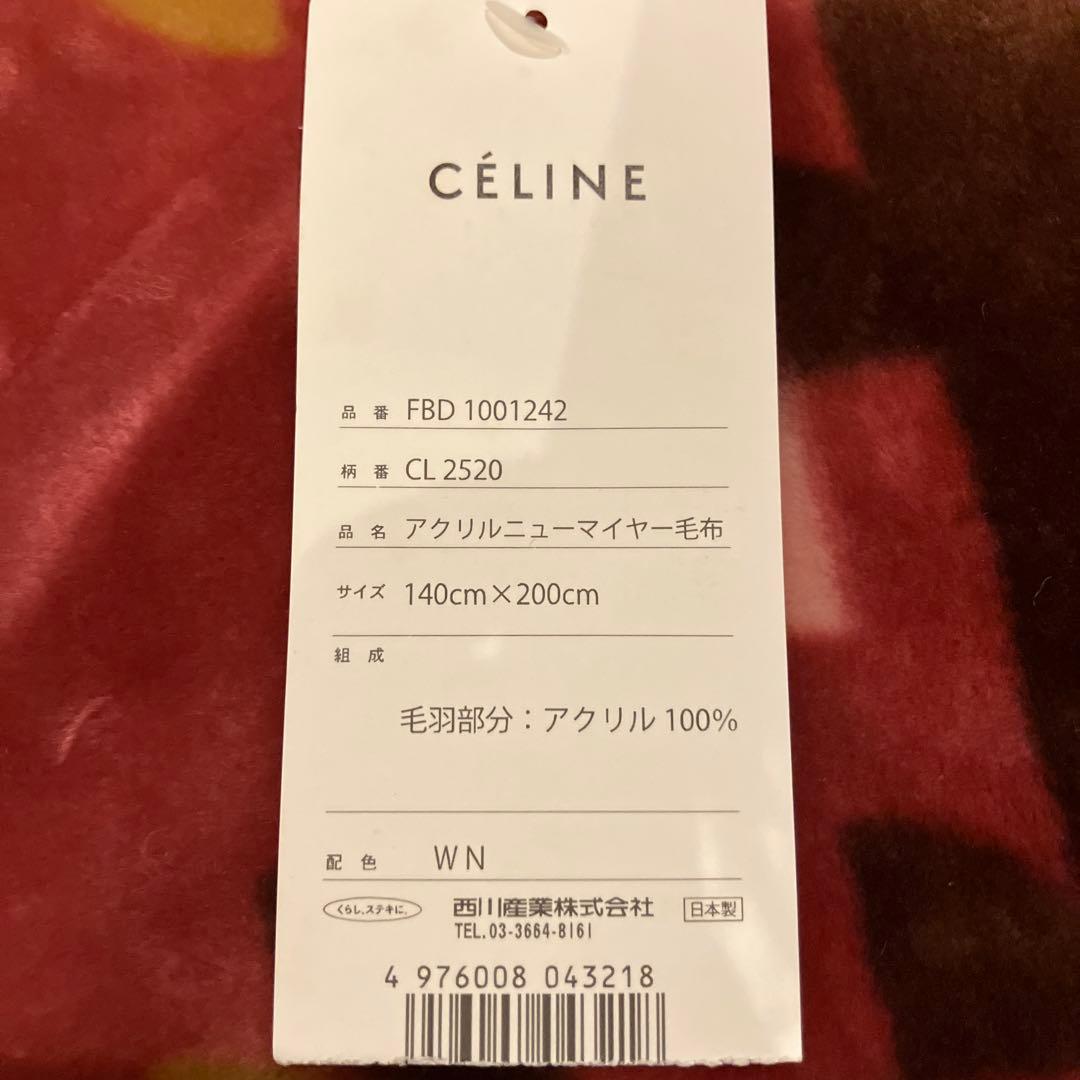 CÉLINE
品番 FBD 1001242
柄番 CL 2520
品名 アクリルニューマイヤー毛布
サイズ 140cm×200cm
組成
毛羽部分：アクリル 100%
配色 WN
くらし、ステキに。 西川産業株式会社 日本製
TEL.03-3664-8161
4 976008 043218